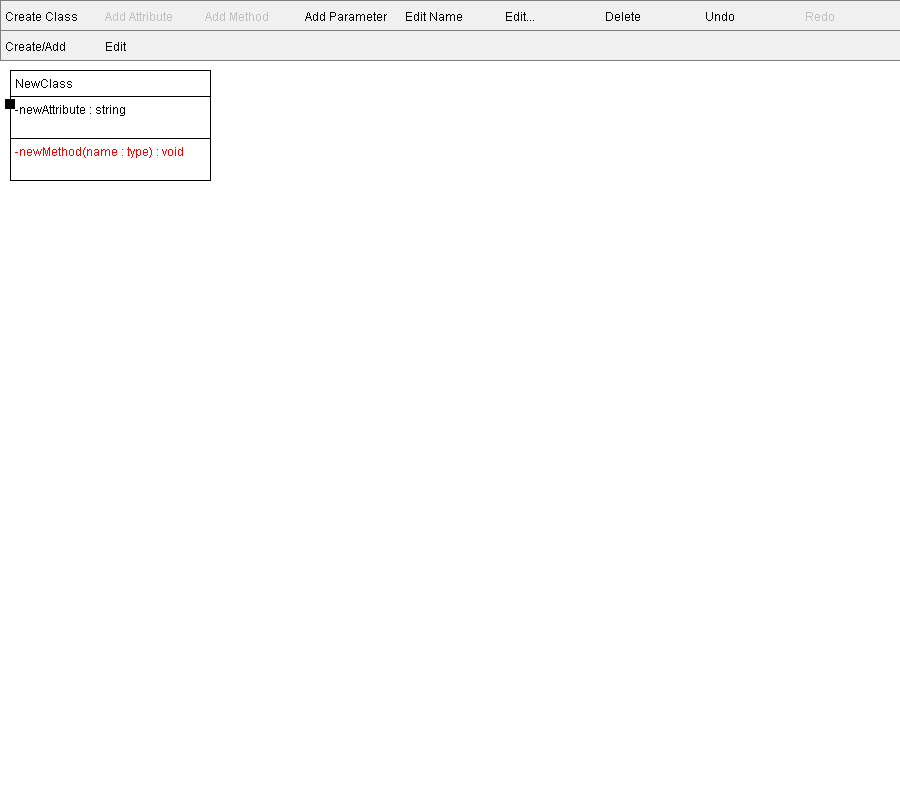 Create Class Add Attribute Add Method Add Parameter Edit Name Edit... Delete Undo Redo
Create/Add Edit
NewClass
-newAttribute : string
-newMethod(name : type) : void